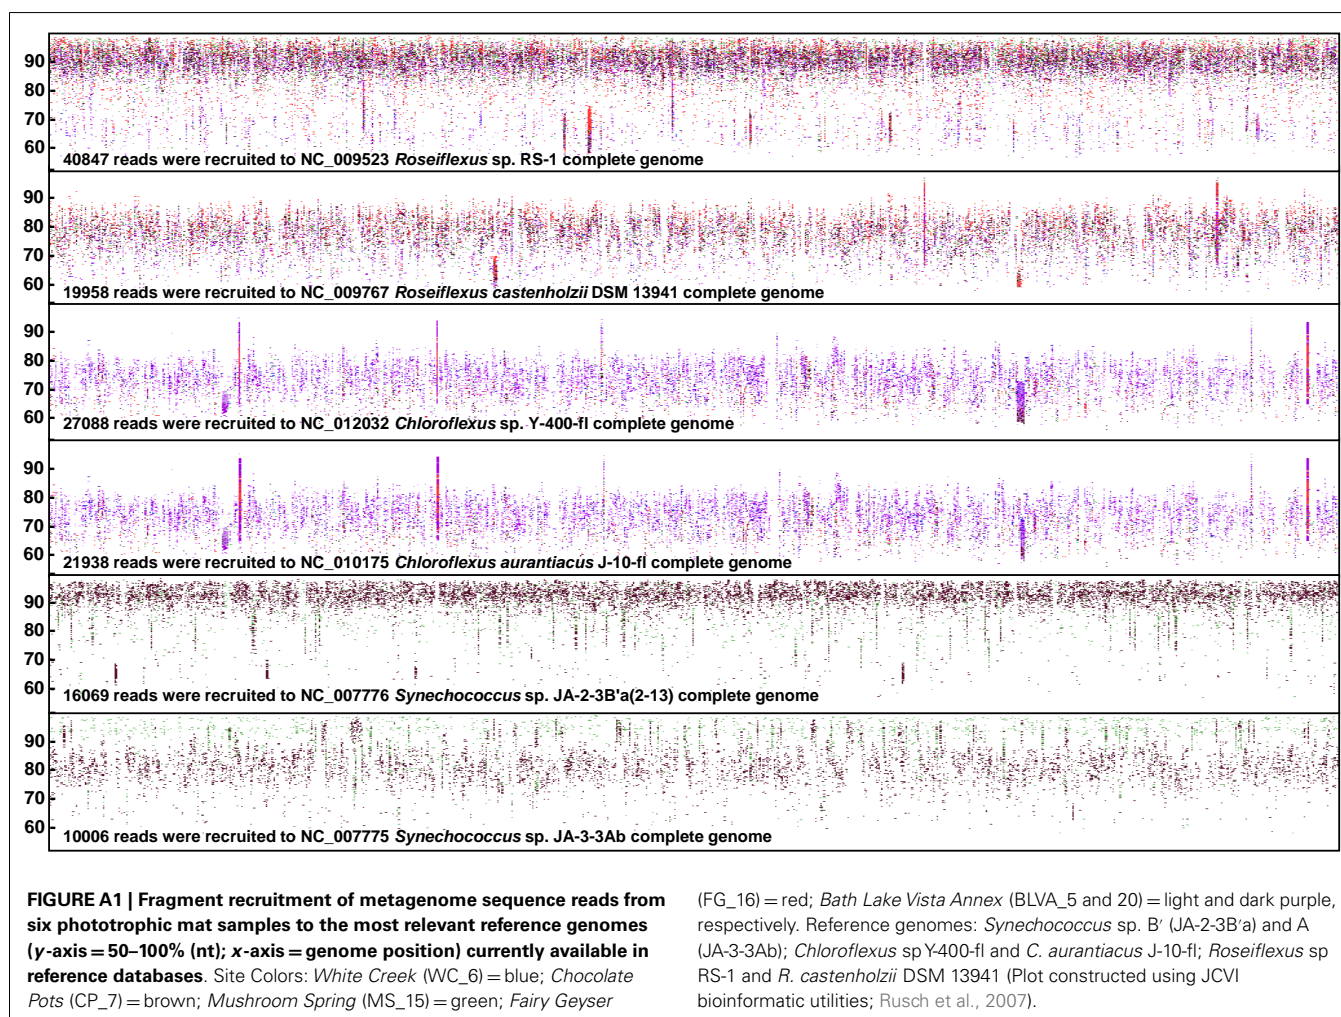 90
80
70
60
40847 reads were recruited to NC_009523 Roseiflexus sp. RS-1 complete genome
90
80
70
60
19958 reads were recruited to NC_009767 Roseiflexus castenholzii DSM 13941 complete genome
90
80
70
60
27088 reads were recruited to NC_012032 Chloroflexus sp. Y-400-fl complete genome
90
80
70
60
21938 reads were recruited to NC_010175 Chloroflexus aurantiacus J-10-fl complete genome
90
80
70
60
16069 reads were recruited to NC_007776 Synechococcus sp. JA-2-3B'a(2-13) complete genome
90
80
70
60
10006 reads were recruited to NC_007775 Synechococcus sp. JA-3-3Ab complete genome
FIGURE A1 | Fragment recruitment of metagenome sequence reads from
six phototrophic mat samples to the most relevant reference genomes
(y-axis = 50–100% (nt); x-axis = genome position) currently available in
reference databases. Site Colors: White Creek (WC_6) = blue; Chocolate
Pots (CP_7) = brown; Mushroom Spring (MS_15) = green; Fairy Geyser
(FG_16) = red; Bath Lake Vista Annex (BLVA_5 and 20) = light and dark purple,
respectively. Reference genomes: Synechococcus sp. B′ (JA-2-3B′a) and A
(JA-3-3Ab); Chloroflexus sp Y-400-fl and C. aurantiacus J-10-fl; Roseiflexus sp
RS-1 and R. castenholzii DSM 13941 (Plot constructed using JCVI
bioinformatic utilities; Rusch et al., 2007).